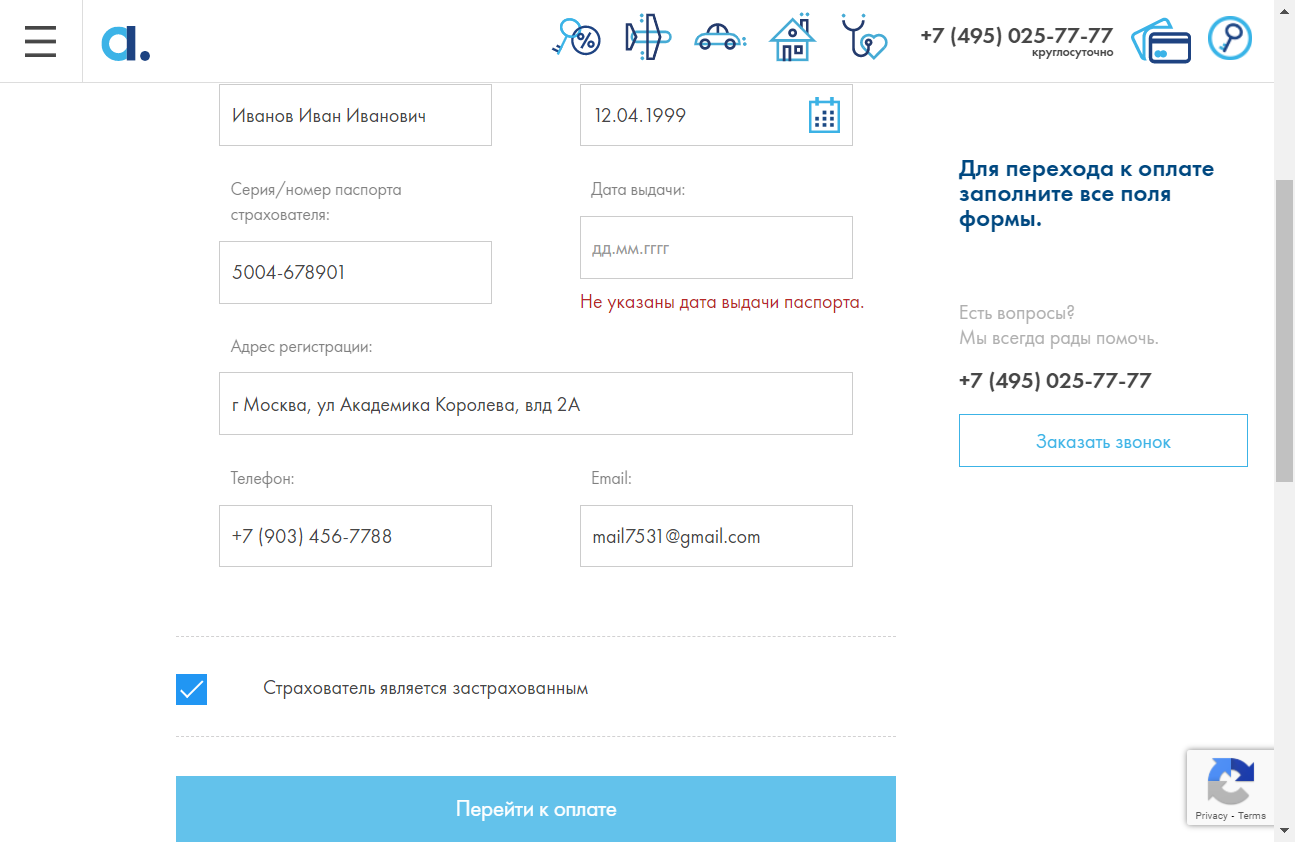 a.
+7 (495) 025-77-77
круглосуточно
Иванов Иван Иванович
12.04.1999
Серия/номер паспорта
страхователя:
Дата выдачи:
5004-678901
дд.мм.гггг
Не указаны дата выдачи паспорта.
Адрес регистрации:
г Москва, ул Академика Королева, влд 2А
Телефон:
Email:
+7 (903) 456-7788
mail7531@gmail.com
Страхователь является застрахованным
Перейти к оплате
Для перехода к оплате
заполните все поля
формы.
Есть вопросы?
Мы всегда рады помочь.
+7 (495) 025-77-77
Заказать звонок
Privacy - Terms